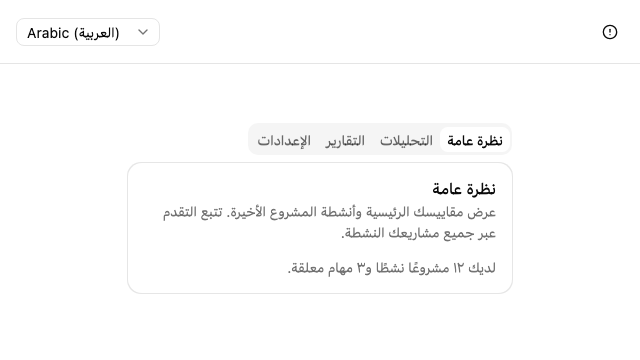 Arabic (العربية)
نظرة عامة التحليلات التقارير الإعدادات
نظرة عامة
عرض مقاييسك الرئيسية وأنشطة المشروع الأخيرة. تتبع التقدم
عبر جميع مشاريعك النشطة.
لديك ١٢ مشروعًا نشطًا و٣ مهام معلقة.